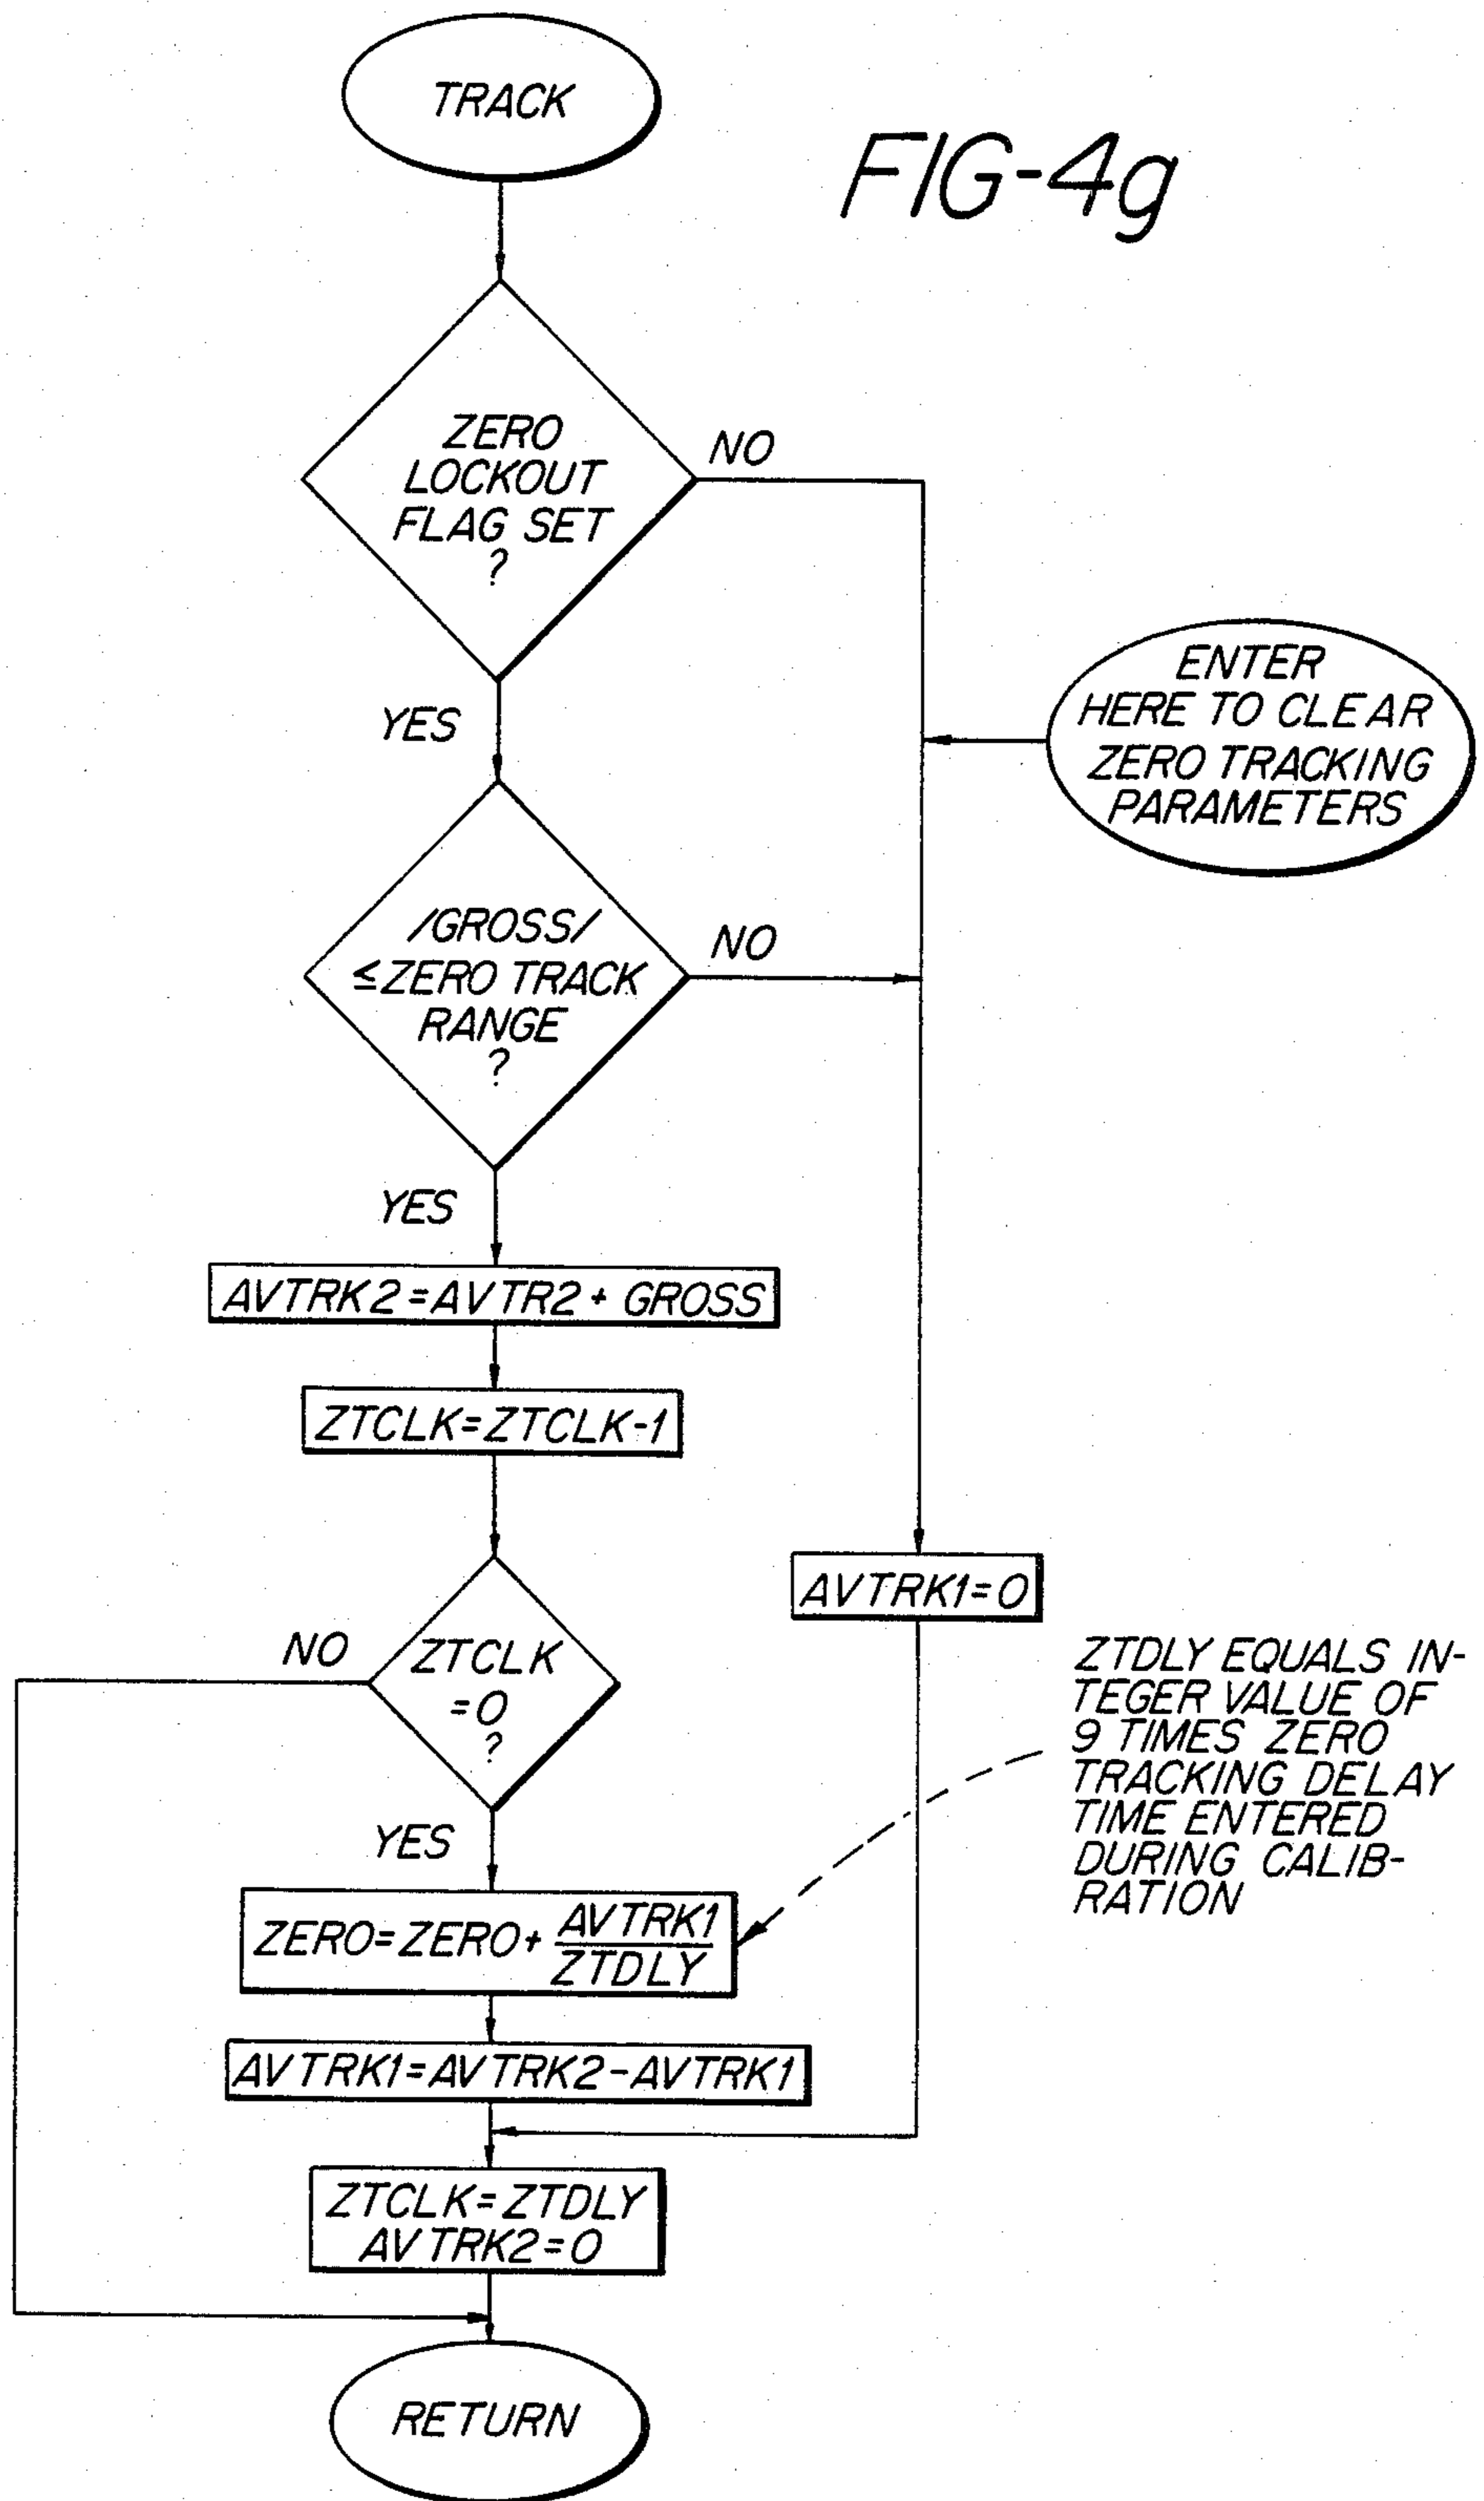 TRACK
FIG-4g
ZERO
LOCKOUT
FLAG SET
?
NO
YES
ENTER
HERE TO CLEAR
ZERO TRACKING
PARAMETERS
/GROSS/
≤ZERO TRACK
RANGE
?
NO
YES
AVTRK2=AVTR2+ GROSS
ZTCLK=ZTCLK-1
ZTCLK
=0
?
NO
YES
AVTRK1=0
ZTDLY EQUALS IN-
TEGER VALUE OF
9 TIMES ZERO
TRACKING DELAY
TIME ENTERED
DURING CALIB-
RATION
ZERO=ZERO+ AVTRK1
ZTDLY
AVTRK1=AVTRK2-AVTRK1
ZTCLK=ZTDLY
AVTRK2=0
RETURN